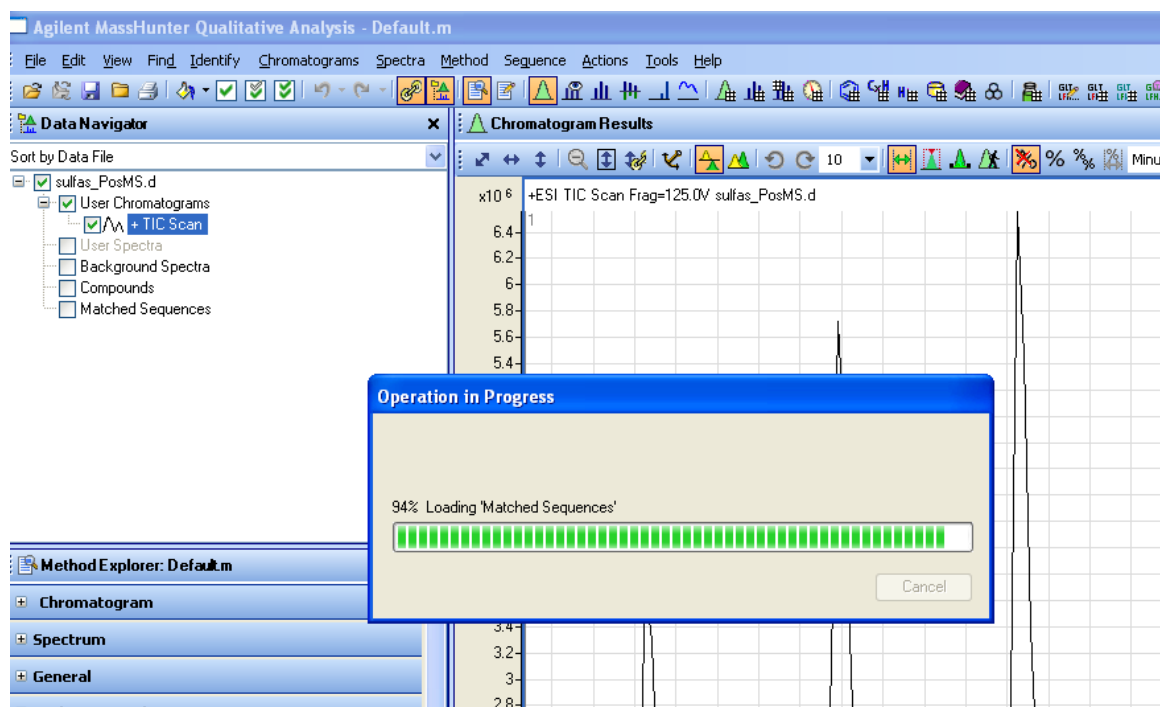 Agilent MassHunter Qualitative Analysis - Default.m
File Edit View Find Identify Chromatograms Spectra Method Sequence Actions Tools Help
Data Navigator
Chromatogram Results
Sort by Data File
10
Minu
sulfas_PosMS.d
User Chromatograms
+ TIC Scan
User Spectra
Background Spectra
Compounds
Matched Sequences
x10 6
+ESI TIC Scan Frag=125.0V sulfas_PosMS.d
1
6.4
6.2
6
5.8
5.6
5.4
Operation in Progress
94% Loading 'Matched Sequences'
Cancel
Method Explorer: Default.m
Chromatogram
Spectrum
General
3.4
3.2
3
2.8